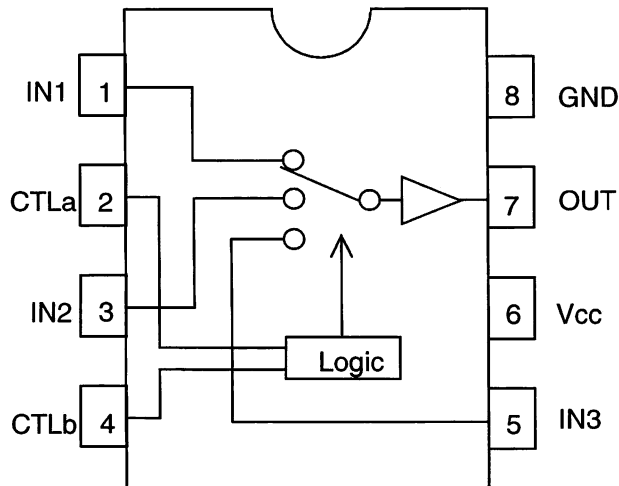 IN1 1
8 GND
CTLa 2
7 OUT
IN2 3
6 Vcc
Logic
CTLb 4
5 IN3